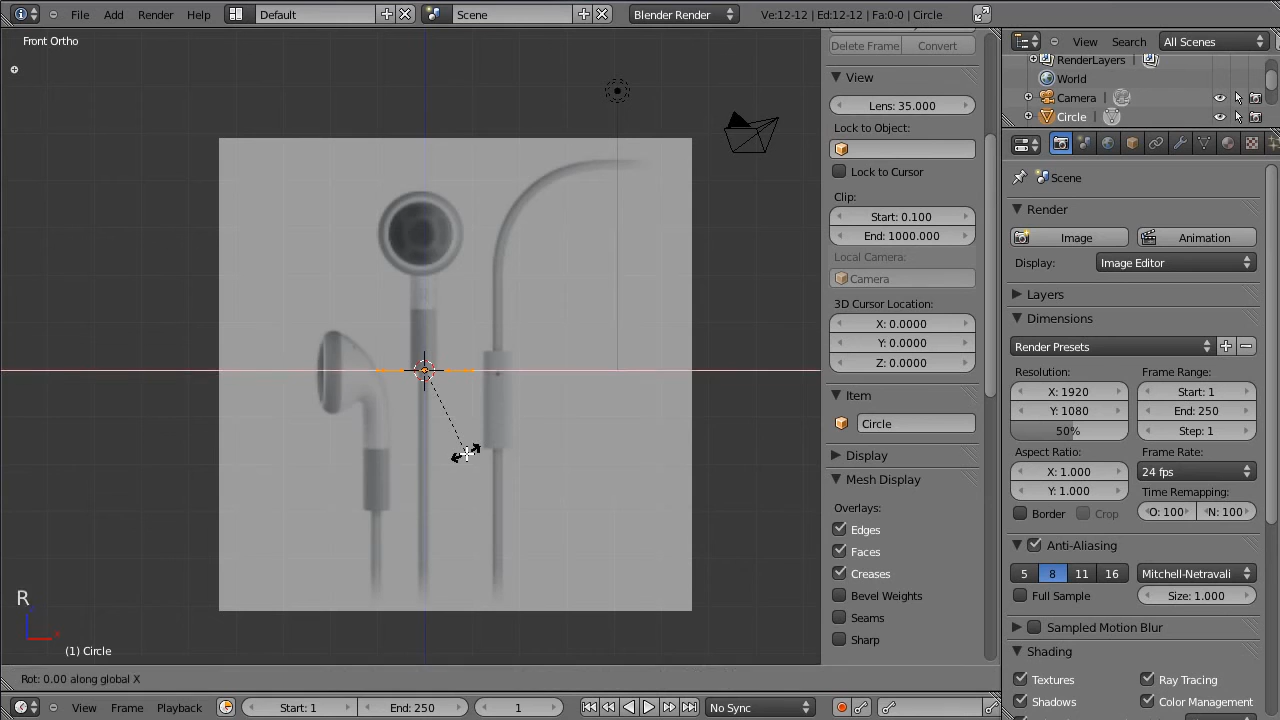 File Add Render Help Default Scene Blender Render Ve:12-12 | Ed:12-12 | Fa:0-0 | Circle
Front Ortho
Delete Frame Convert
View
Lens: 35.000
Lock to Object:
Lock to Cursor
Clip:
Start: 0.100
End: 1000.000
Local Camera:
Camera
3D Cursor Location:
X: 0.0000
Y: 0.0000
Z: 0.0000
Item
Circle
Display
Mesh Display
Overlays:
Edges
Faces
Creases
Bevel Weights
Seams
Sharp
View Search All Scenes
RenderLayers
World
Camera
Circle
Scene
Render
Image Animation
Display: Image Editor
Layers
Dimensions
Render Presets
Resolution: Frame Range:
X: 1920 Start: 1
Y: 1080 End: 250
50% Step: 1
Aspect Ratio: Frame Rate:
X: 1.000 24 fps
Y: 1.000 Time Remapping:
Border Crop O: 100 N: 100
Anti-Aliasing
5 8 11 16 Mitchell-Netravali
Full Sample Size: 1.000
Sampled Motion Blur
Shading
Textures Ray Tracing
Shadows Color Management
R
x
(1) Circle
Rot: 0.00 along global X
View Frame Playback Start: 1 End: 250 1 No Sync